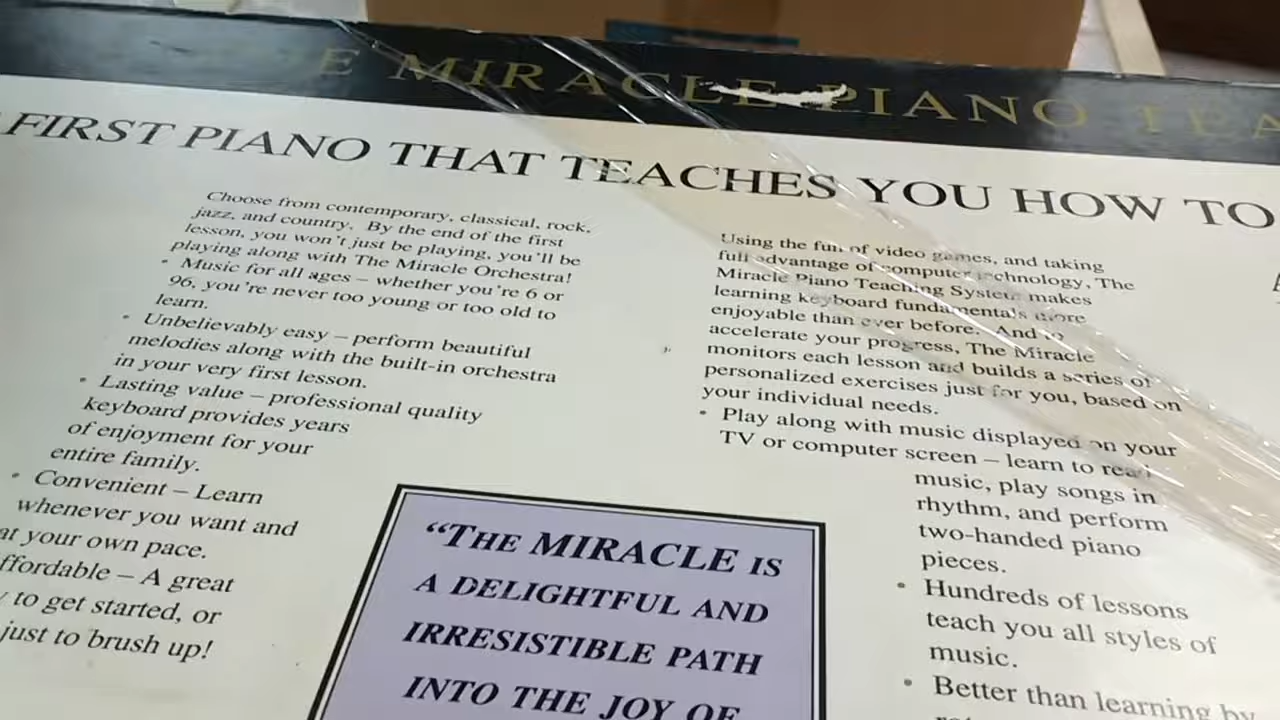 E MIRACLE PIANO TEA
FIRST PIANO THAT TEACHES YOU HOW TO
Choose from contemporary, classical, rock,
jazz, and country. By the end of the first
lesson, you won't just be playing, you'll be
playing along with The Miracle Orchestra!
• Music for all ages – whether you're 6 or
96, you're never too young or too old to
learn.
• Unbelievably easy – perform beautiful
melodies along with the built-in orchestra
in your very first lesson.
• Lasting value – professional quality
keyboard provides years
of enjoyment for your
entire family.
• Convenient – Learn
whenever you want and
at your own pace.
ffordable – A great
y to get started, or
just to brush up!
"THE MIRACLE IS
A DELIGHTFUL AND
IRRESISTIBLE PATH
INTO THE JOY OF
Using the fun of video games, and taking
full advantage of computer technology, The
Miracle Piano Teaching System makes
learning keyboard fundamentals more
enjoyable than ever before. And to
accelerate your progress, The Miracle
monitors each lesson and builds a series of
personalized exercises just for you, based on
your individual needs.
• Play along with music displayed on your
TV or computer screen – learn to read
music, play songs in
rhythm, and perform
two-handed piano
pieces.
• Hundreds of lessons
teach you all styles of
music.
• Better than learning by